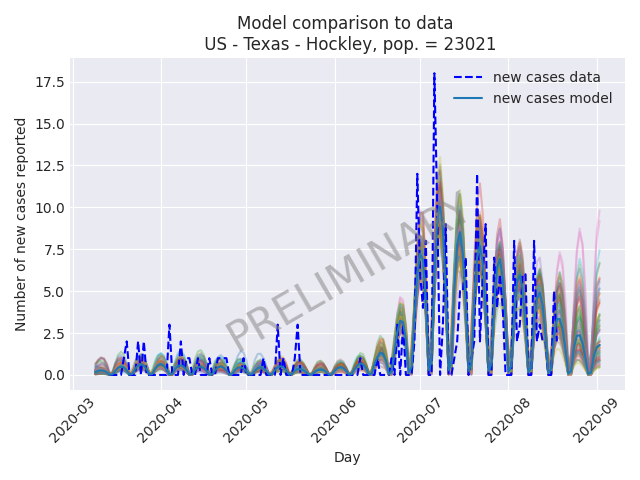 Model comparison to data
US - Texas - Hockley, pop. = 23021
new cases data
new cases model
17.5
15.0
12.5
10.0
7.5
5.0
2.5
0.0
Number of new cases reported
PRELIMINARY
2020-03
2020-04
2020-05
2020-06
2020-07
2020-08
2020-09
Day